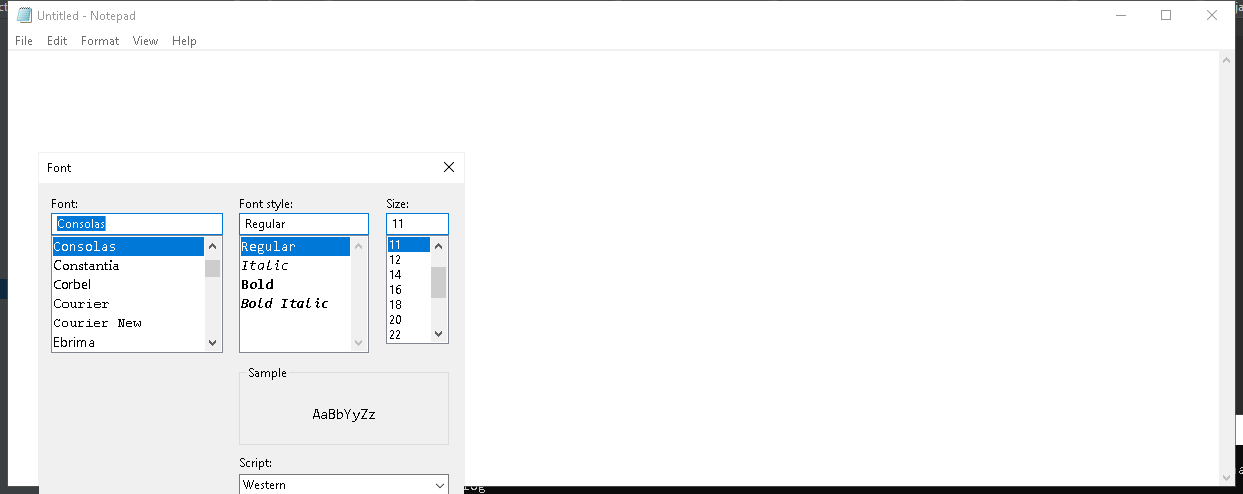 Untitled - Notepad
File Edit Format View Help
Font
Font: Font style: Size:
Consolas Regular 11
Consolas Regular 11
Constantia Italic 12
Corbel Bold 14
Courier Bold Italic 16
Courier New 18
Ebrima 20
22
Sample
AaBbYyZz
Script:
Western